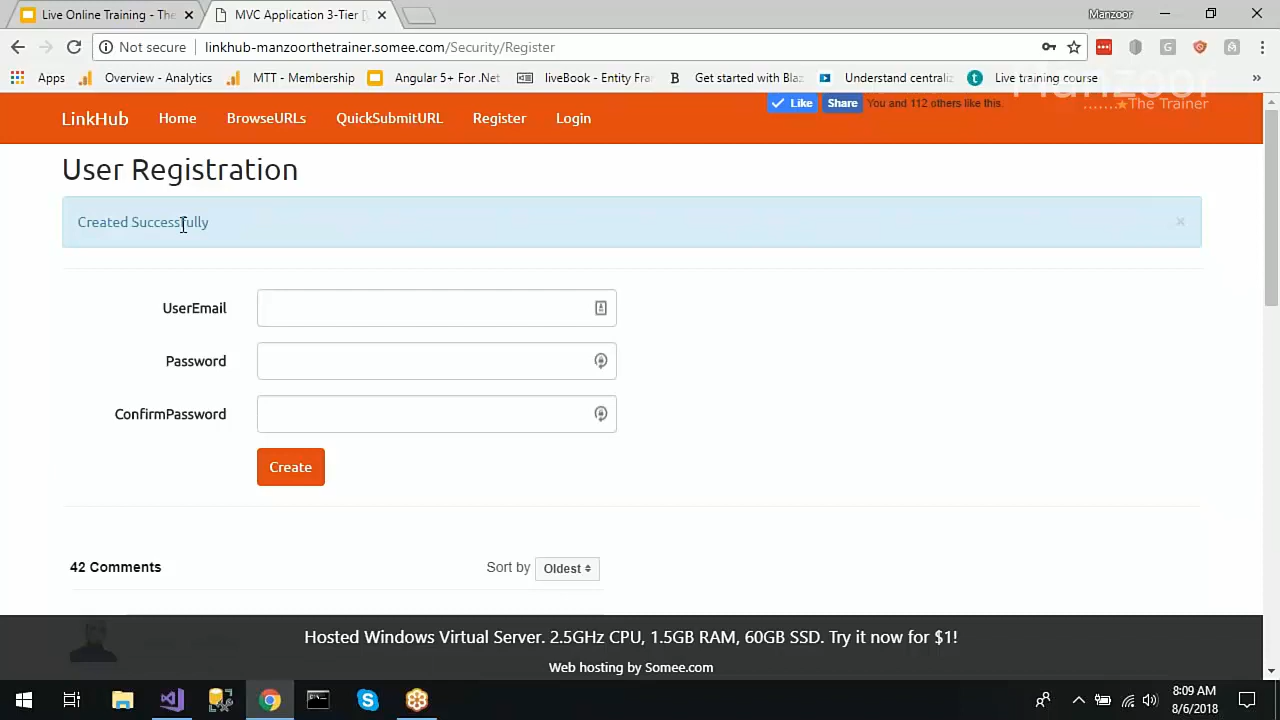 Live Online Training - The
MVC Application 3-Tier
Manzoor
Not secure
linkhub-manzoorthetrainer.somee.com/Security/Register
Apps
Overview - Analytics
MTT - Membership
Angular 5+ For .Net
liveBook - Entity Fra
Get started with Blaz
Understand centraliz
Live training course
»
Manzoor
The Trainer
Like
Share
You and 112 others like this.
LinkHub
Home
BrowseURLs
QuickSubmitURL
Register
Login
User Registration
Created Successfully
×
UserEmail
Password
ConfirmPassword
Create
42 Comments
Sort by
Oldest
Hosted Windows Virtual Server. 2.5GHz CPU, 1.5GB RAM, 60GB SSD. Try it now for $1!
Web hosting by Somee.com
8:09 AM
8/6/2018